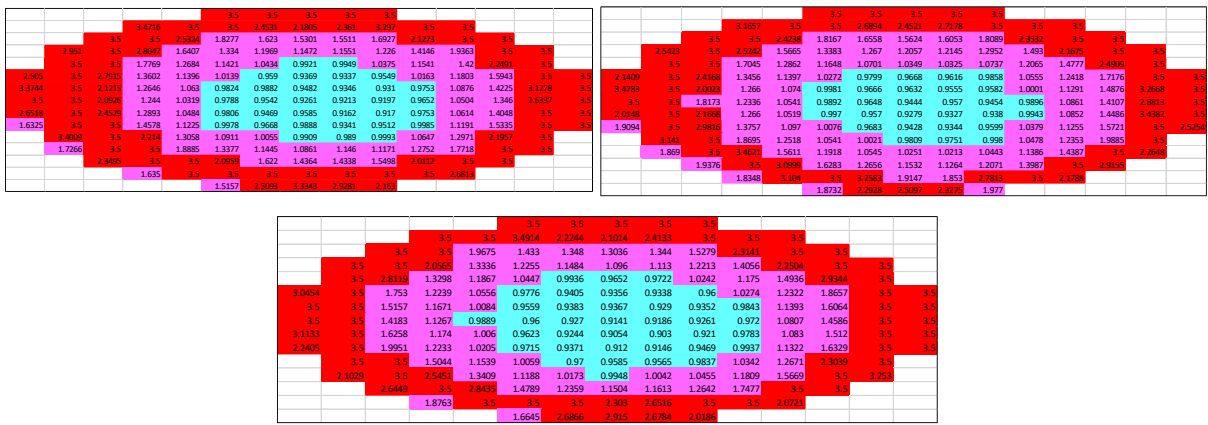 3.5 3.5 3.5 3.5 3.5
3.4716 3.5 3.5 2.4531 2.1805 2.361 3.297 3.5 3.5
3.5 3.5 2.5324 1.8277 1.623 1.5301 1.5511 1.6927 2.1273 3.5
2.951 3.5 2.8047 1.6407 1.334 1.1969 1.1472 1.1551 1.226 1.4146 1.9363 3.5 3.5
3.5 3.5 1.7769 1.2684 1.1421 1.0434 0.9921 0.9949 1.0375 1.1541 1.42 2.2491 3.5
2.505 3.5 2.7915 1.3602 1.1396 1.0139 0.959 0.9369 0.9337 0.9549 1.0163 1.1803 1.5943 3.5 3.5
3.3744 3.5 2.1215 1.2646 1.063 0.9824 0.9882 0.9482 0.9346 0.931 0.9753 1.0876 1.4225 3.1278 3.5
3.5 3.5 2.0926 1.244 1.0319 0.9788 0.9542 0.9261 0.9213 0.9197 0.9652 1.0504 1.346 2.6337 3.5
2.6518 3.5 2.4529 1.2893 1.0484 0.9806 0.9469 0.9585 0.9162 0.917 0.9753 1.0614 1.4048 3.5 3.5
1.6325 3.5 3.5 1.4578 1.1225 0.9978 0.9668 0.9888 0.9341 0.9512 0.9985 1.1191 1.5335 3.5 3.5
3.4009 3.5 2.214 1.3058 1.0911 1.0055 0.9909 0.989 0.9993 1.0647 1.2971 2.1957 3.5
1.7266 3.5 3.5 1.8885 1.3377 1.1445 1.0861 1.146 1.1171 1.2752 1.7718 3.5 3.5
2.3495 3.5 3.5 2.0959 1.622 1.4364 1.4338 1.5498 2.0112 3.5 3.5
1.635 3.5 3.5 3.5 3.5 3.5 3.5 3.5 2.6813
1.5157 2.5093 3.3343 2.9281 2.163
3.5 3.5 3.5 3.5 3.5
3.1657 3.5 3.5 2.6894 2.4521 2.7178 3.5 3.5 3.5
3.5 3.5 2.4238 1.8167 1.6558 1.5624 1.6053 1.8089 2.3532 3.5 3.5
2.5423 3.5 2.5242 1.5665 1.3383 1.267 1.2057 1.2145 1.2952 1.493 2.1675 3.5 3.5
3.5 3.5 1.7045 1.2862 1.1648 1.0701 1.0349 1.0325 1.0737 1.2065 1.4777 2.4909 3.5
2.1409 3.5 2.4168 1.3456 1.1397 1.0272 0.9799 0.9668 0.9616 0.9858 1.0555 1.2418 1.7176 3.5 3.5
3.4783 3.5 2.0023 1.266 1.074 0.9981 0.9666 0.9632 0.9555 0.9582 1.0001 1.1291 1.4876 3.2668 3.5
3.5 3.5 1.8173 1.2336 1.0541 0.9892 0.9648 0.9444 0.957 0.9454 0.9896 1.0861 1.4107 2.8813 3.5
2.0148 3.5 2.1668 1.266 1.0519 0.997 0.957 0.9279 0.9327 0.938 0.9943 1.0852 1.4486 3.4382 3.5
1.9094 3.5 2.9816 1.3757 1.097 1.0076 0.9683 0.9428 0.9344 0.9599 1.0379 1.1255 1.5721 3.5 2.5254
3.141 3.5 1.8695 1.2518 1.0541 1.0021 0.9809 0.9751 0.998 1.0478 1.2353 1.9885 3.5
1.869 3.5 3.4621 1.5611 1.1918 1.0545 1.0251 1.0213 1.0443 1.1386 1.4387 3.5 2.2648
1.9376 3.5 3.0999 1.6283 1.2656 1.1532 1.1264 1.2071 1.3987 3.5 2.9155
1.8348 3.104 3.5 3.2583 1.9147 1.853 2.7813 3.5 2.1788
1.8732 2.2928 2.5097 2.3275 1.977
3.5 3.5 3.5 3.5
3.5 3.5 3.4914 2.2244 2.1014 2.4133 3.5 3.5
3.5 3.5 1.9675 1.433 1.348 1.3036 1.344 1.5279 2.3141 3.5 3.5
3.5 3.5 2.0565 1.3336 1.2255 1.1484 1.096 1.113 1.2213 1.4056 2.2504 3.5 3.5
3.5 2.8119 1.3298 1.1867 1.0447 0.9936 0.9652 0.9722 1.0242 1.175 1.4936 2.9344 3.5
3.0454 3.5 1.753 1.2239 1.0556 0.9776 0.9405 0.9356 0.9338 0.96 1.0274 1.2322 1.8657 3.5 3.5
3.5 3.5 1.5157 1.1671 1.0084 0.9559 0.9383 0.9367 0.929 0.9352 0.9843 1.1393 1.6064 3.5 3.5
3.5 3.5 1.4183 1.1267 0.9889 0.96 0.927 0.9141 0.9186 0.9261 0.972 1.0807 1.4586 3.5 3.5
3.1133 3.5 1.6258 1.174 1.006 0.9623 0.9244 0.9054 0.903 0.921 0.9783 1.083 1.512 3.5 3.5
2.2405 3.5 1.9951 1.2233 1.0205 0.9715 0.9371 0.912 0.9146 0.9469 0.9937 1.1322 1.6329 3.5 3.5
3.5 3.5 1.5044 1.1539 1.0059 0.97 0.9585 0.9565 0.9837 1.0342 1.2671 2.3039 3.5
2.1029 3.5 2.5451 1.3409 1.1188 1.0173 0.9948 1.0042 1.0455 1.1809 1.5669 3.5 3.253
2.6449 3.5 2.8435 1.4789 1.2359 1.1504 1.1613 1.2642 1.7477 3.5 3.5
1.8763 3.5 3.5 3.5 2.303 2.6516 3.5 3.5 2.0721
1.6645 2.6866 2.915 2.6784 2.0186